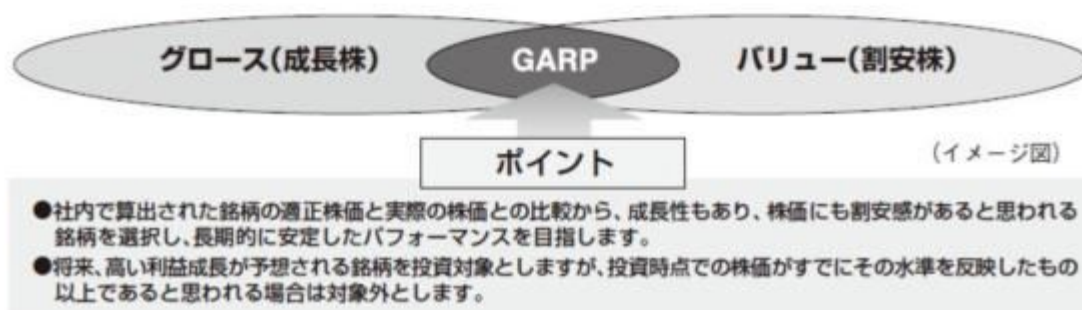 グロース(成長株) GARP バリュー(割安株)
ポイント
(イメージ図)
●社内で算出された銘柄の適正株価と実際の株価との比較から、成長性もあり、株価にも割安感があると思われる
銘柄を選択し、長期的に安定したパフォーマンスを目指します。
●将来、高い利益成長が予想される銘柄を投資対象としますが、投資時点での株価がすでにその水準を反映したもの
以上であると思われる場合は対象外とします。